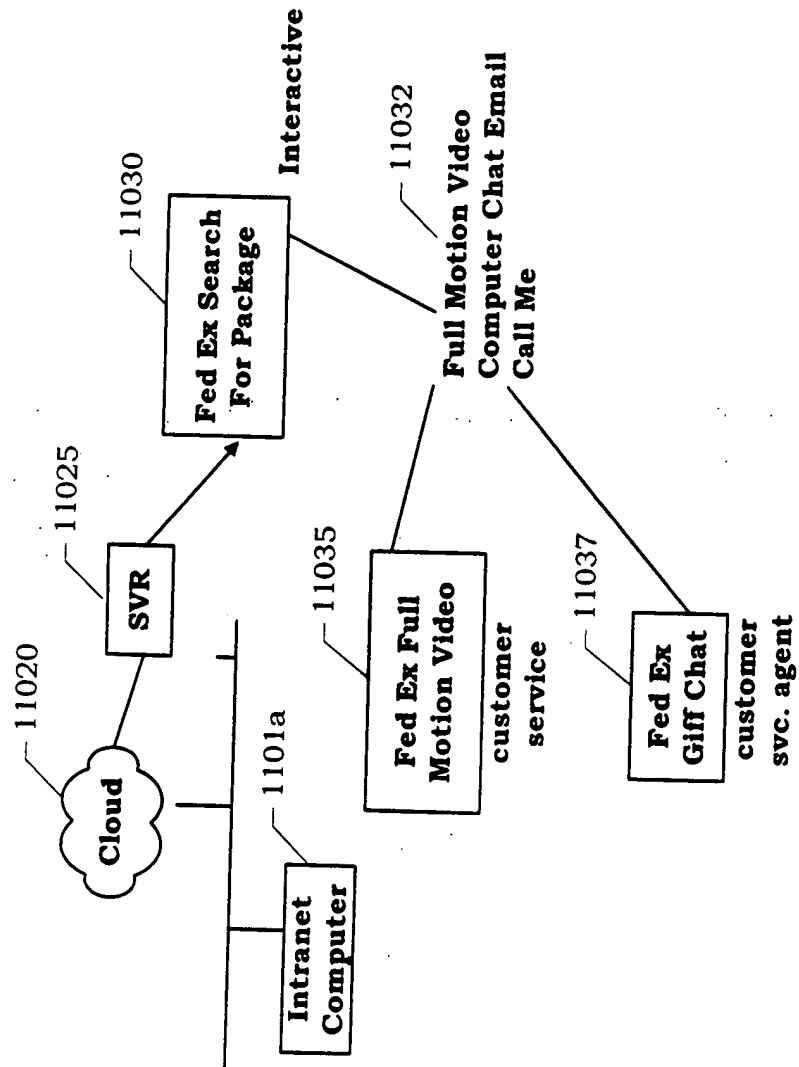 11020
Cloud
11025
SVR
11030
Fed Ex Search
For Package
Interactive
1101a
Intranet
Computer
11035
Fed Ex Full
Motion Video
customer
service
11032
Full Motion Video
Computer Chat Email
Call Me
11037
Fed Ex
Giff Chat
customer
svc. agent